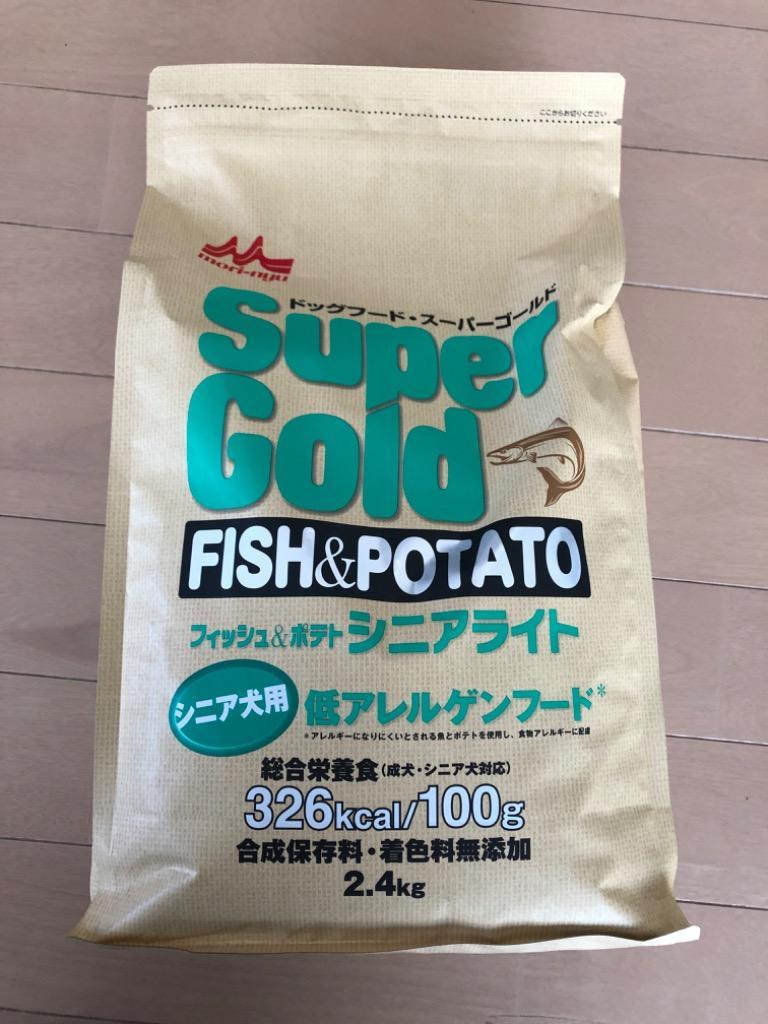 ここからお切りください
mori-nyu
ドッグフード・スーパーゴールド
Super
Gold
FISH&POTATO
フィッシュ&ポテト シニアライト
シニア犬用
低アレルゲンフード*
*アレルギーになりにくいとされる魚とポテトを使用し、食物アレルギーに配慮
総合栄養食(成犬・シニア犬対応)
326kcal/100g
合成保存料・着色料無添加
2.4kg